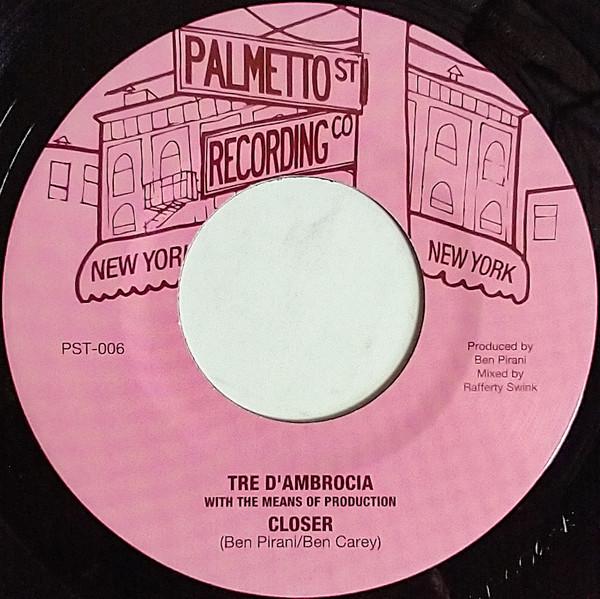 PALMETTO ST
RECORDING CO
NEW YORK
NEW YORK
PST-006
Produced by
Ben Pirani
Mixed by
Rafferty Swink
TRE D'AMBROCIA
WITH THE MEANS OF PRODUCTION
CLOSER
(Ben Pirani/Ben Carey)